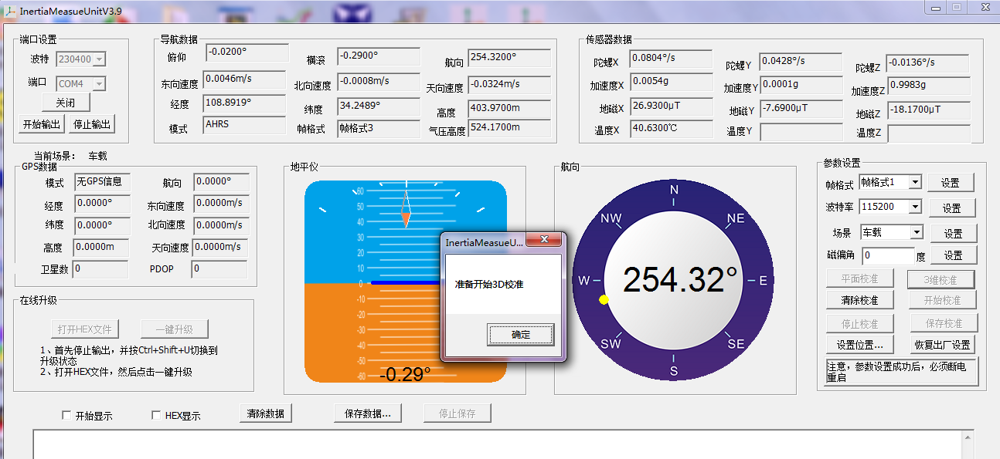 InertiaMeasueUnitV3.9
端口设置
波特 230400
端口 COM4
关闭
开始输出 停止输出
导航数据
俯仰 -0.0200° 横滚 -0.2900° 航向 254.3200°
东向速度 0.0046m/s 北向速度 -0.0008m/s 天向速度 -0.0324m/s
经度 108.8919° 纬度 34.2489° 高度 403.9700m
模式 AHRS 帧格式 帧格式3 气压高度 524.1700m
传感器数据
陀螺X 0.0804°/s 陀螺Y 0.0428°/s 陀螺Z -0.0136°/s
加速度X 0.0054g 加速度Y 0.0001g 加速度Z 0.9983g
地磁X 26.9300μT 地磁Y -7.6900μT 地磁Z -18.1700μT
温度X 40.6300℃ 温度Y 温度Z
当前场景： 车载
GPS数据
模式 无GPS信息 航向 0.0000°
经度 0.0000° 东向速度 0.0000m/s
纬度 0.0000° 北向速度 0.0000m/s
高度 0.0000m 天向速度 0.0000m/s
卫星数 0 PDOP 0
地平仪
60
50
40
30
20
10
0
-10
-20
-30
-40
-50
-60
-0.29°
InertiaMeasueU...
准备开始3D校准
确定
航向
N
NW NE
W E
254.32°
SW SE
S
参数设置
帧格式 帧格式1 设置
波特率 115200 设置
场景 车载 设置
磁偏角 0 度 设置
平面校准 3维校准
清除校准 开始校准
停止校准 保存校准
设置位置... 恢复出厂设置
注意，参数设置成功后，必须断电
重启
在线升级
打开HEX文件 一键升级
1、首先停止输出，并按Ctrl+Shift+U切换到
升级状态
2、打开HEX文件，然后点击一键升级
开始显示 HEX显示 清除数据 保存数据... 停止保存